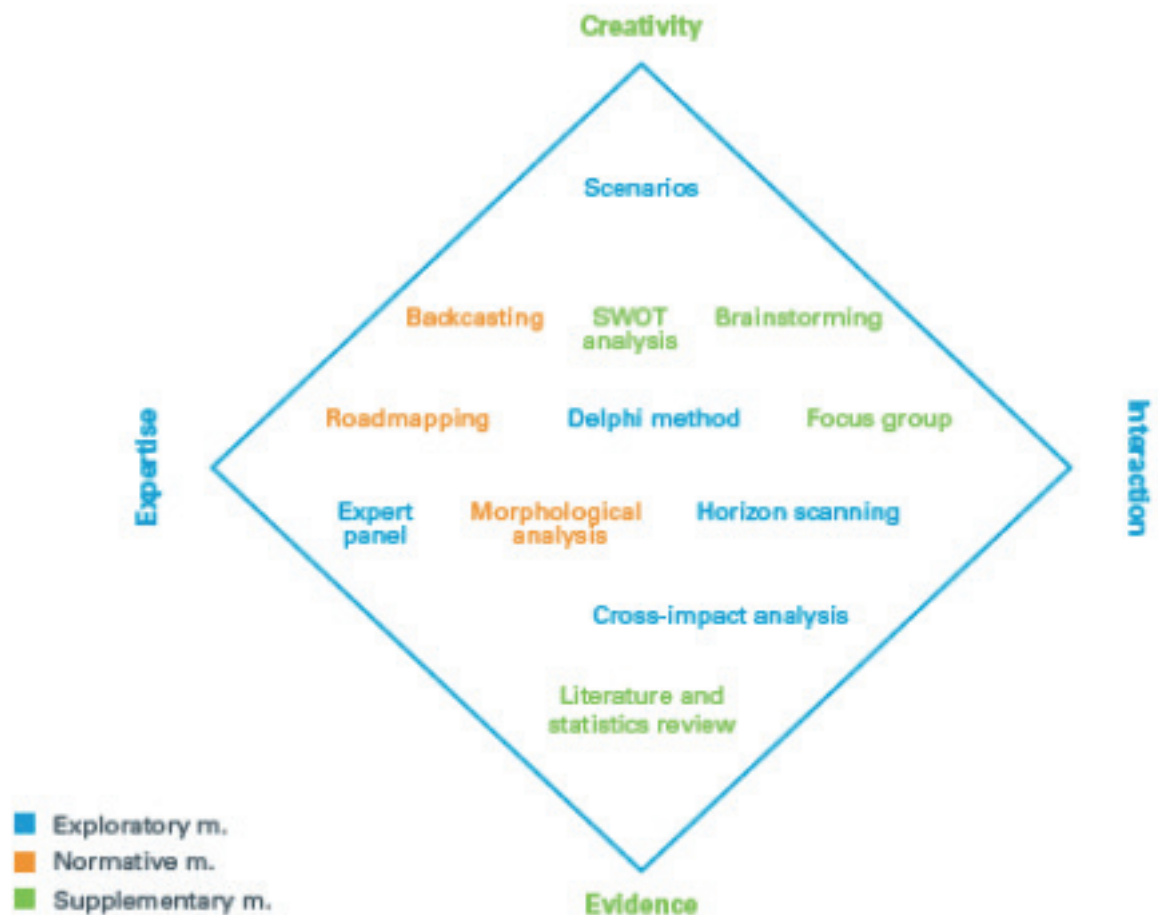 Creativity
Scenarios
Backcasting
SWOT
analysis
Brainstorming
Roadmapping
Delphi method
Focus group
Expertise
Interaction
Expert
panel
Morphological
analysis
Horizon scanning
Cross-impact analysis
Literature and
statistics review
Exploratory m.
Normative m.
Supplementary m.
Evidence